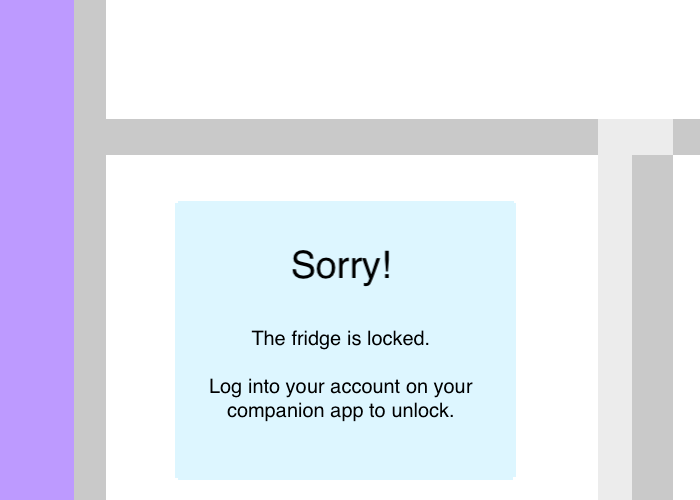 Sorry!
The fridge is locked.
Log into your account on your
companion app to unlock.